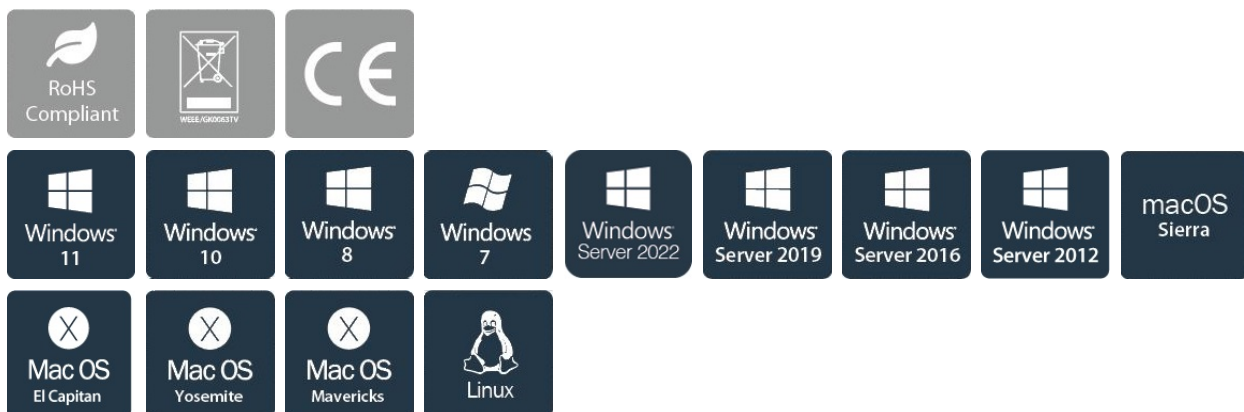 RoHS
Compliant
WEEE/GK0083TV
CE
Windows
11
Windows
10
Windows
8
Windows
7
Windows
Server 2022
Windows
Server 2019
Windows
Server 2016
Windows
Server 2012
macOS
Sierra
X
Mac OS
El Capitan
X
Mac OS
Yosemite
X
Mac OS
Mavericks
Linux